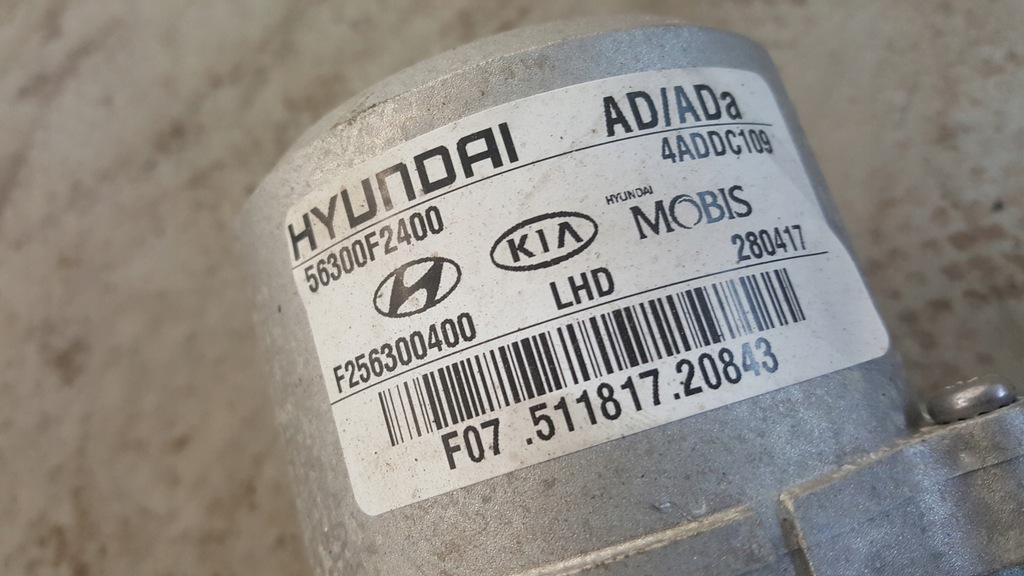 HYUNDAI AD/ADa
56300F2400 4ADDC109
KIA HYUNDAI MOBIS
F256300400 LHD 280417
F07 .511817.20843